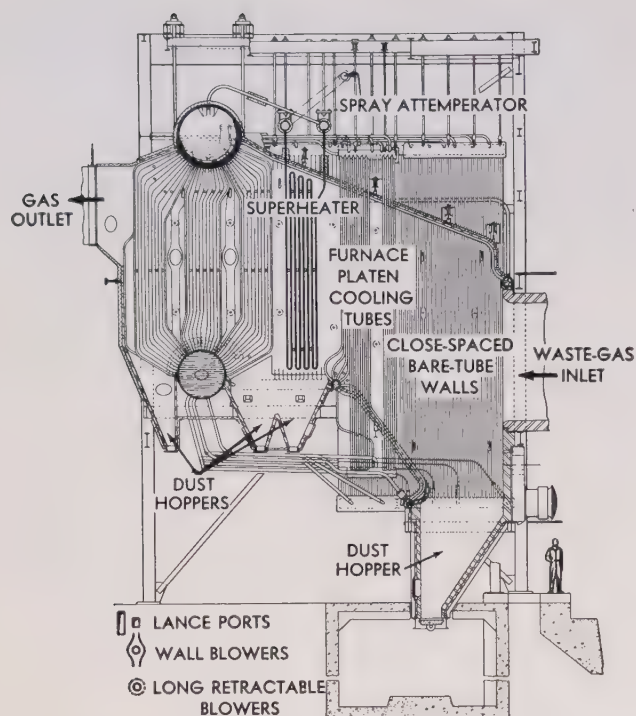 SPRAY ATTEMPERATOR
GAS
OUTLET
SUPERHEATER
FURNACE
PLATEN
COOLING
TUBES
CLOSE-SPACED
BARE-TUBE
WALLS
WASTE-GAS
INLET
DUST
HOPPERS
DUST
HOPPER
LANCE PORTS
WALL BLOWERS
LONG RETRACTABLE
BLOWERS